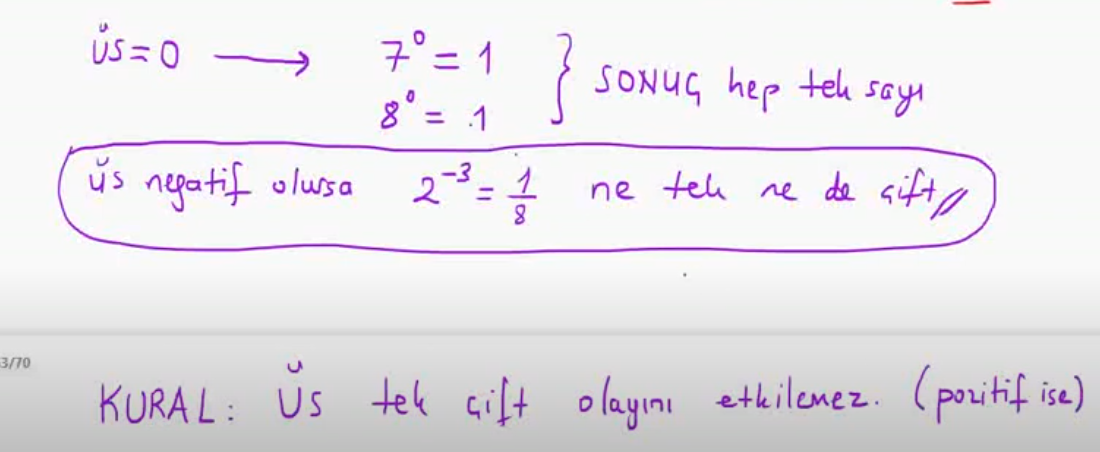 üs=0 → 7⁰ = 1
8⁰ = 1 } SONUÇ hep tek sayı
üs negatif olursa 2⁻³ = 1/8 ne tek ne de çift //
3/70
KURAL: Üs tek çift olayını etkilemez. (pozitif ise)